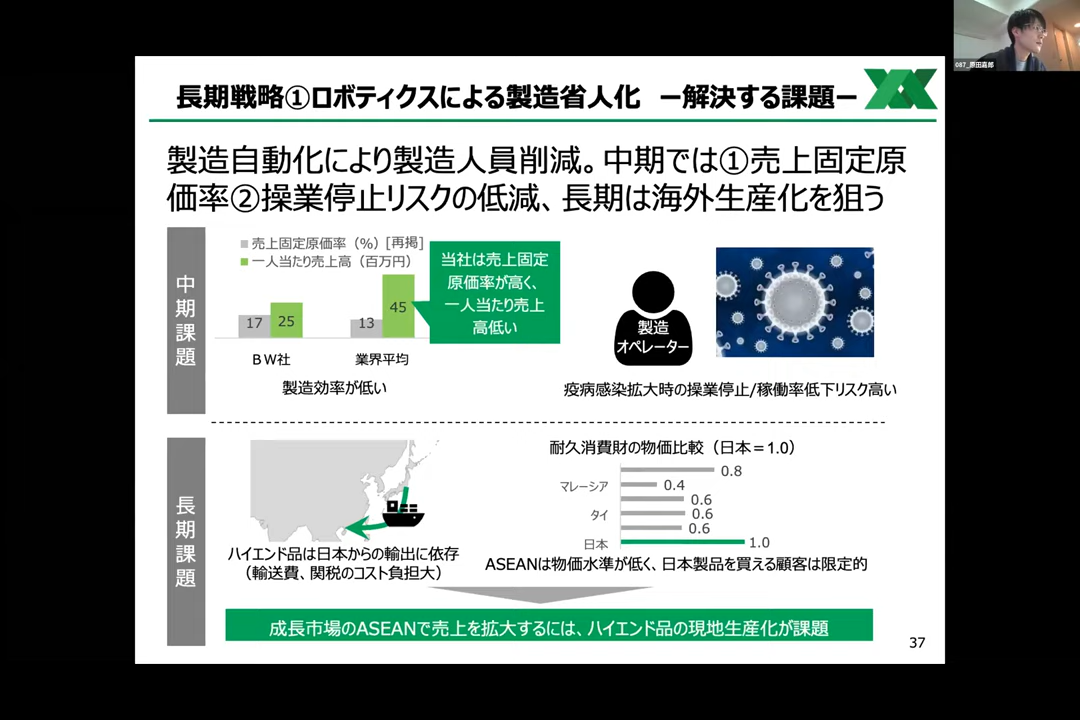 087_原田嘉郎
長期戦略①ロボティクスによる製造省人化 ー解決する課題ー
製造自動化により製造人員削減。中期では①売上固定原
価率②操業停止リスクの低減、長期は海外生産化を狙う
中期課題
売上固定原価率（%）[再掲]
一人当たり売上高（百万円）
17
25
13
45
BW社
業界平均
製造効率が低い
当社は売上固定
原価率が高く、
一人当たり売上
高低い
製造
オペレーター
疫病感染拡大時の操業停止/稼働率低下リスク高い
長期課題
ハイエンド品は日本からの輸出に依存
（輸送費、関税のコスト負担大）
耐久消費財の物価比較（日本＝1.0）
0.8
マレーシア 0.4
0.6
タイ 0.6
0.6
日本 1.0
ASEANは物価水準が低く、日本製品を買える顧客は限定的
成長市場のASEANで売上を拡大するには、ハイエンド品の現地生産化が課題
37